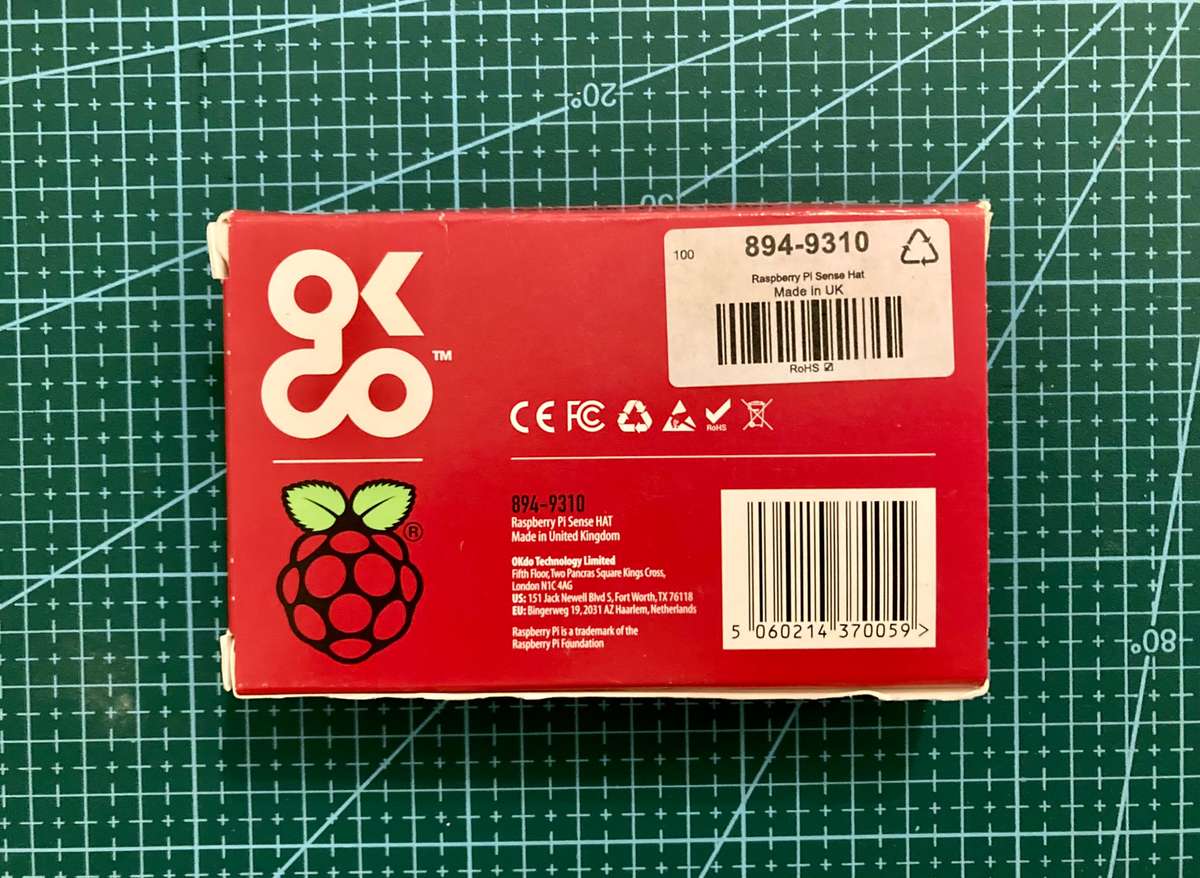 20°
30
OKdo™
100
894-9310
Raspberry Pi Sense Hat
Made in UK
RoHS ☑
CE FC RoHS
894-9310
Raspberry Pi Sense HAT
Made in United Kingdom
OKdo Technology Limited
Fifth Floor, Two Pancras Square Kings Cross,
London N1C 4AG
US: 151 Jack Newell Blvd S, Fort Worth, TX 76118
EU: Bingerweg 19, 2031 AZ Haarlem, Netherlands
Raspberry Pi is a trademark of the
Raspberry Pi Foundation
®
5 060214 370059 >
80°